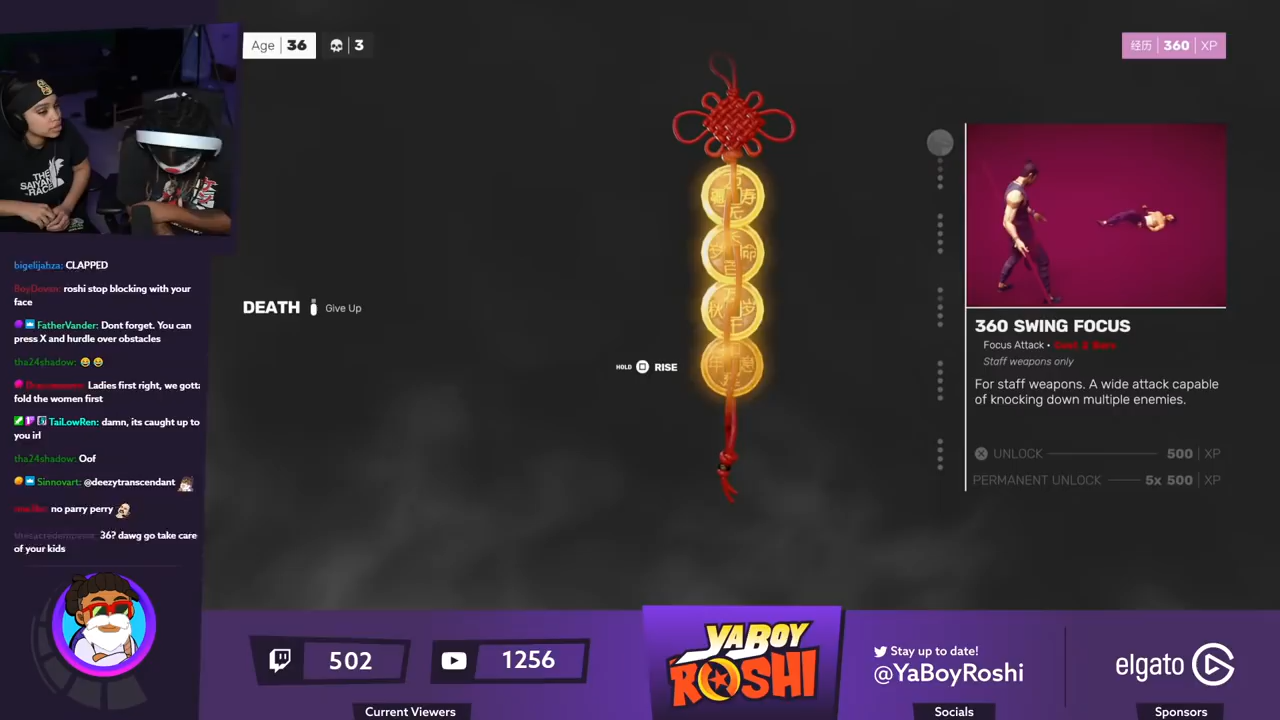 Age 36 3
经历 360 XP
THE
SAIYAN
RACE
bigelijahza: CLAPPED
roshi stop blocking with your
face
FatherVander: Dont forget. You can
press X and hurdle over obstacles
tha24shadow:
Ladies first right, we gotta
fold the women first
TaiLowRen: damn, its caught up to
you irl
tha24shadow: Oof
Sinnovart: @deezytranscendant
no parry perry
36? dawg go take care
of your kids
DEATH Give Up
HOLD RISE
360 SWING FOCUS
Focus Attack •
Staff weapons only
For staff weapons. A wide attack capable
of knocking down multiple enemies.
UNLOCK 500 XP
PERMANENT UNLOCK 5x 500 XP
502
1256
Current Viewers
YABOY
ROSHI
Stay up to date!
@YaBoyRoshi
Socials
elgato
Sponsors